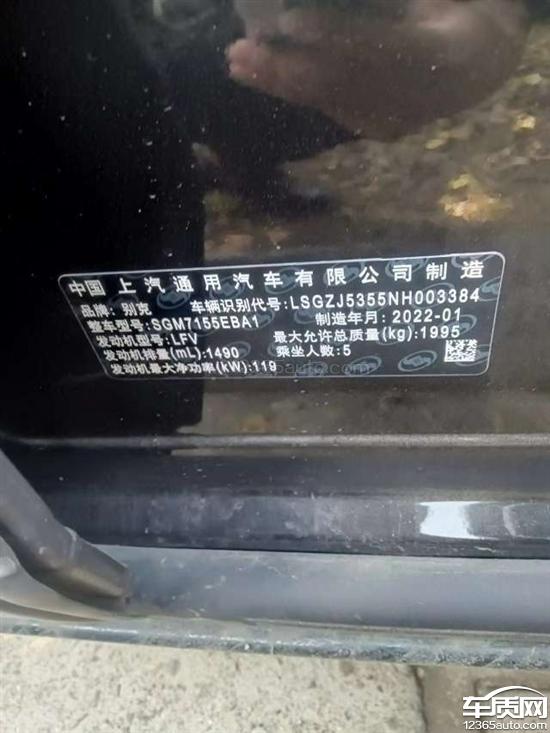 中国上汽通用汽车有限公司制造
品牌:别克 车辆识别代号:LSGZJ5355NH003384
整车型号:SGM7155EBA1 制造年月:2022-01
发动机型号:LFV 最大允许总质量(kg):1995
发动机排量(mL):1490 乘坐人数:5
发动机最大净功率(kW):119
车质网
12365auto.com